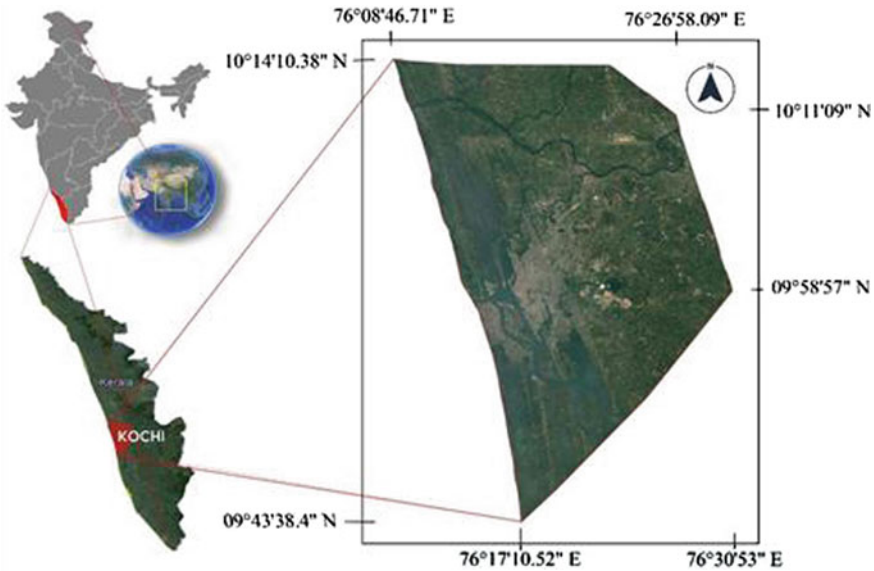 76°08'46.71" E
76°26'58.09" E
10°14'10.38" N
N
10°11'09" N
09°58'57" N
Kerala
KOCHI
09°43'38.4" N
76°17'10.52" E
76°30'53" E